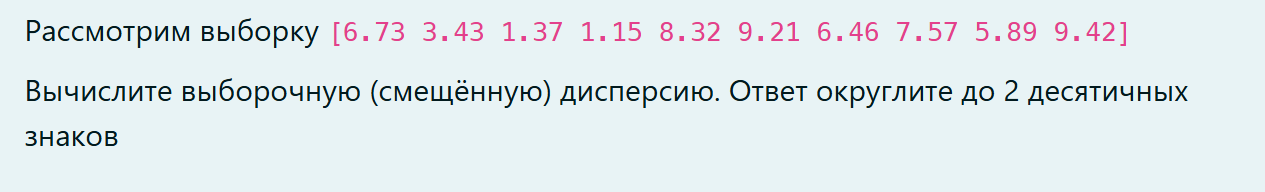 Рассмотрим выборку [6.73 3.43 1.37 1.15 8.32 9.21 6.46 7.57 5.89 9.42]
Вычислите выборочную (смещённую) дисперсию. Ответ округлите до 2 десятичных
знаков